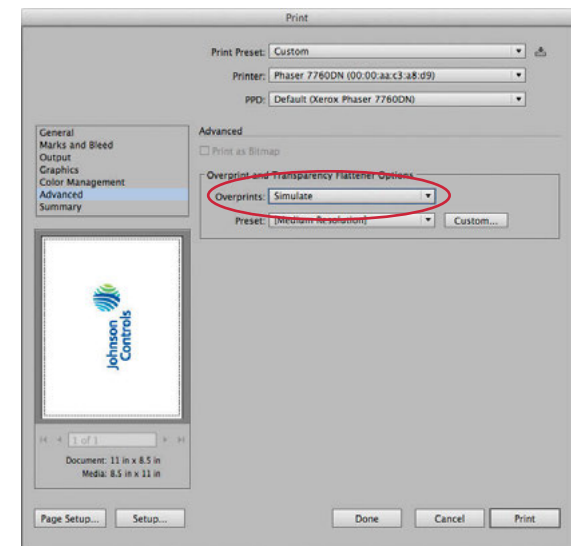 Print
Print Preset: Custom
Printer: Phaser 7760DN (00:00:aa:c3:a8:d9)
PPD: Default (Xerox Phaser 7760DN)
General
Marks and Bleed
Output
Graphics
Color Management
Advanced
Summary
Advanced
Print as Bitmap
Overprint and Transparency Flattener Options
Overprints: Simulate
Preset: [Medium Resolution] Custom...
Johnson
Controls
1 of 1
Document: 11 in x 8.5 in
Media: 8.5 in x 11 in
Page Setup... Setup... Done Cancel Print